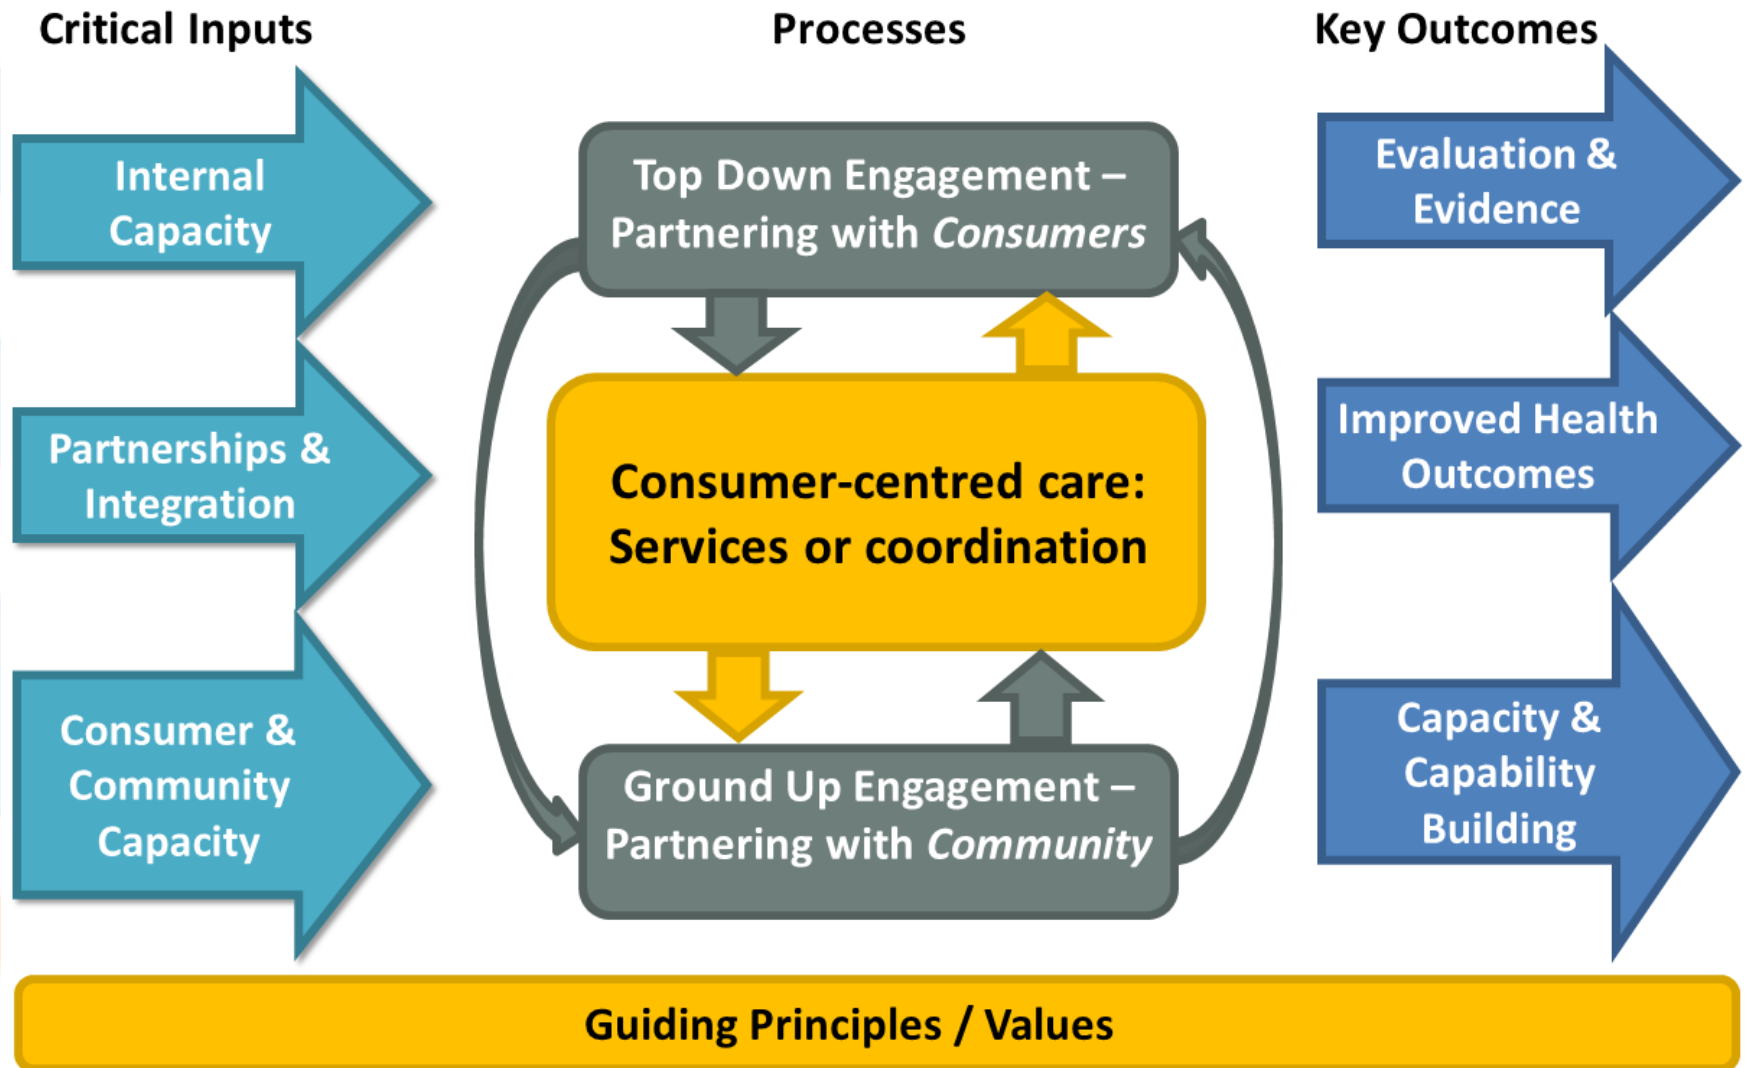 Critical Inputs
Processes
Key Outcomes
Internal
Capacity
Partnerships &
Integration
Consumer &
Community
Capacity
Top Down Engagement –
Partnering with Consumers
Consumer-centred care:
Services or coordination
Ground Up Engagement –
Partnering with Community
Evaluation &
Evidence
Improved Health
Outcomes
Capacity &
Capability
Building
Guiding Principles / Values